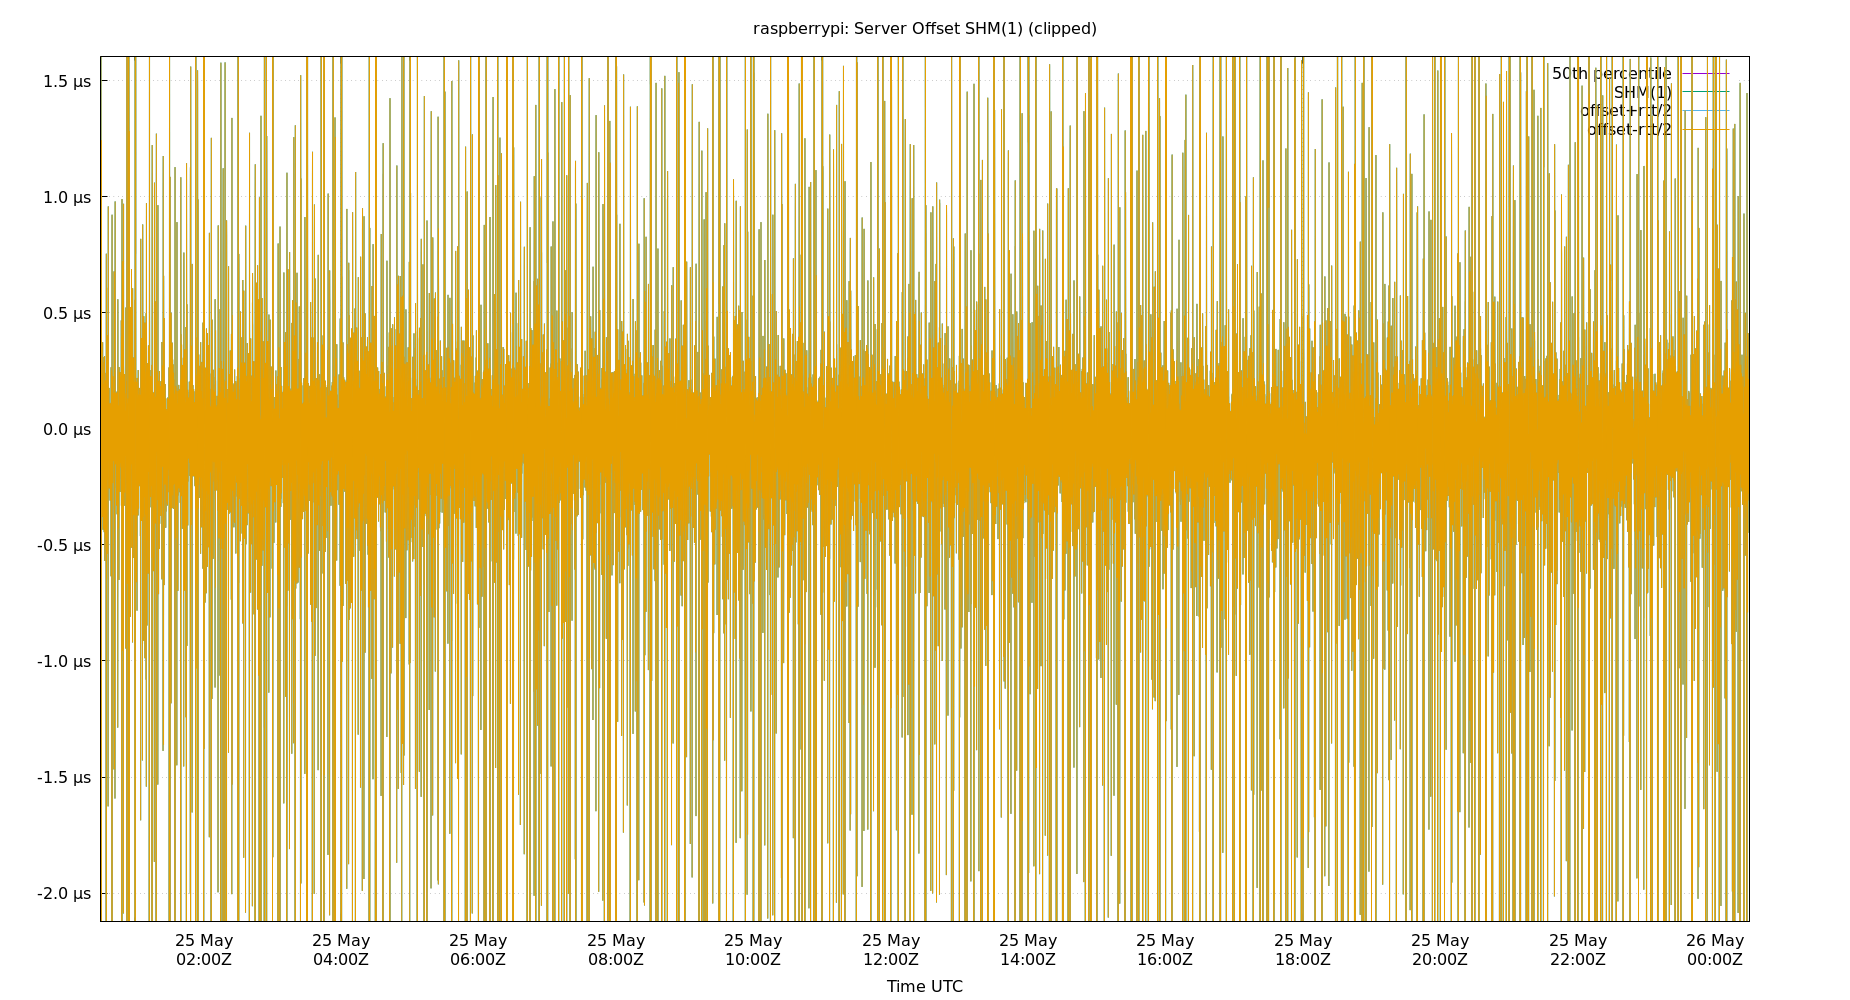 raspberrypi: Server Offset SHM(1) (clipped)
50th percentile
SHM(1)
offset+rtt/2
offset-rtt/2
1.5 µs
1.0 µs
0.5 µs
0.0 µs
-0.5 µs
-1.0 µs
-1.5 µs
-2.0 µs
25 May 25 May 25 May 25 May 25 May 25 May 25 May 25 May 25 May 25 May 25 May 26 May
02:00Z 04:00Z 06:00Z 08:00Z 10:00Z 12:00Z 14:00Z 16:00Z 18:00Z 20:00Z 22:00Z 00:00Z
Time UTC